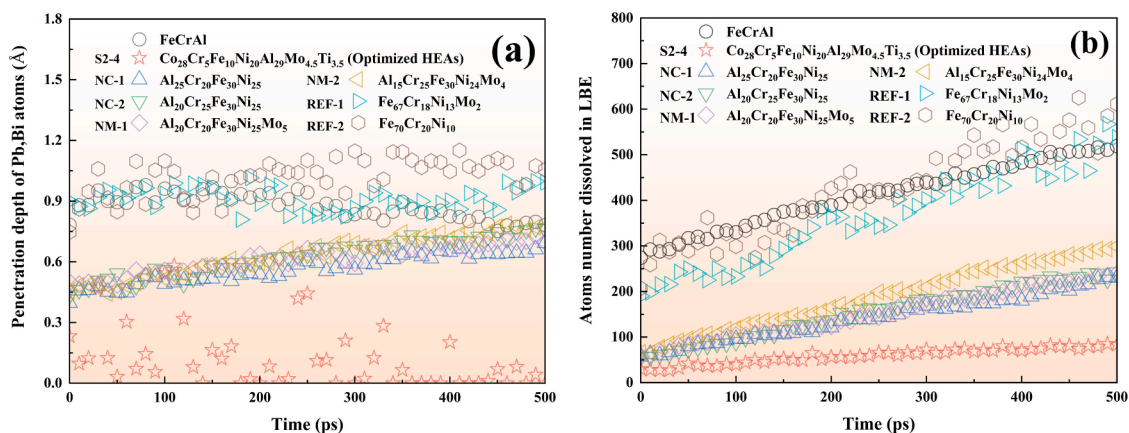 (a)
FeCrAl
S2-4 Co28Cr5Fe10Ni20Al29Mo4.5Ti3.5 (Optimized HEAs)
NC-1 Al25Cr20Fe30Ni25 NM-2 Al15Cr25Fe30Ni24Mo4
NC-2 Al20Cr25Fe30Ni25 REF-1 Fe67Cr18Ni13Mo2
NM-1 Al20Cr20Fe30Ni25Mo5 REF-2 Fe70Cr20Ni10
Penetration depth of Pb,Bi atoms (Å)
1.8
1.5
1.2
0.9
0.6
0.3
0.0
0 100 200 300 400 500
Time (ps)
(b)
FeCrAl
S2-4 Co28Cr5Fe10Ni20Al29Mo4.5Ti3.5 (Optimized HEAs)
NC-1 Al25Cr20Fe30Ni25 NM-2 Al15Cr25Fe30Ni24Mo4
NC-2 Al20Cr25Fe30Ni25 REF-1 Fe67Cr18Ni13Mo2
NM-1 Al20Cr20Fe30Ni25Mo5 REF-2 Fe70Cr20Ni10
Atoms number dissolved in LBE
800
700
600
500
400
300
200
100
0
0 100 200 300 400 500
Time (ps)